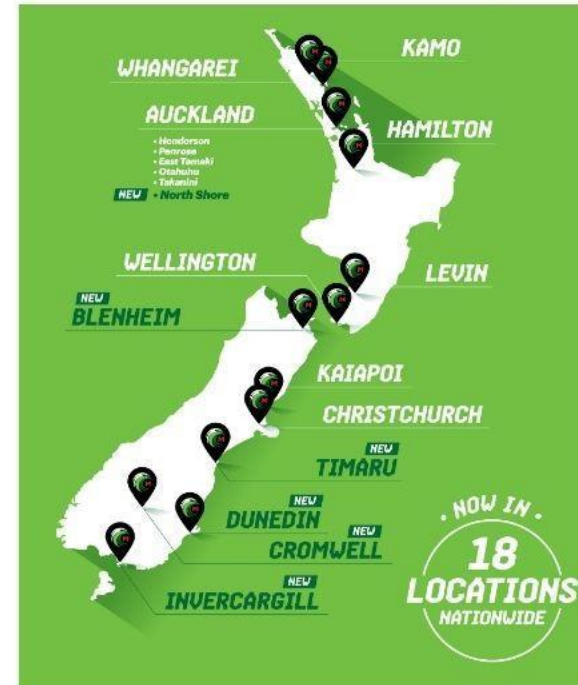 KAMO
WHANGAREI
AUCKLAND
• Henderson
• Penrose
• East Tamaki
• Otahuhu
• Takanini
NEW • North Shore
HAMILTON
WELLINGTON
LEVIN
NEW
BLENHEIM
KAIAPOI
CHRISTCHURCH
NEW
TIMARU
NEW
DUNEDIN
NEW
CROMWELL
NEW
INVERCARGILL
• NOW IN •
18
LOCATIONS
NATIONWIDE